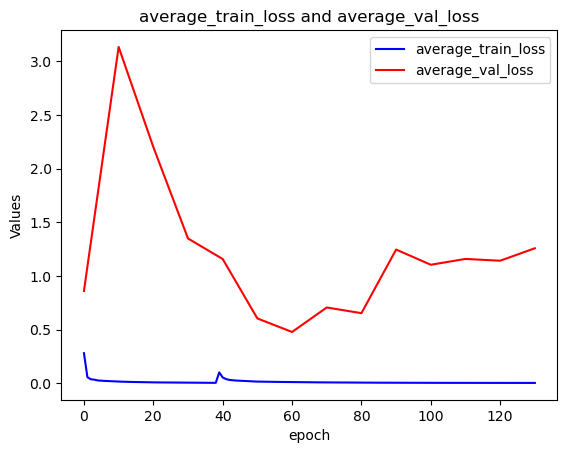 average_train_loss and average_val_loss
average_train_loss
average_val_loss
Values
3.0
2.5
2.0
1.5
1.0
0.5
0.0
0
20
40
60
80
100
120
epoch